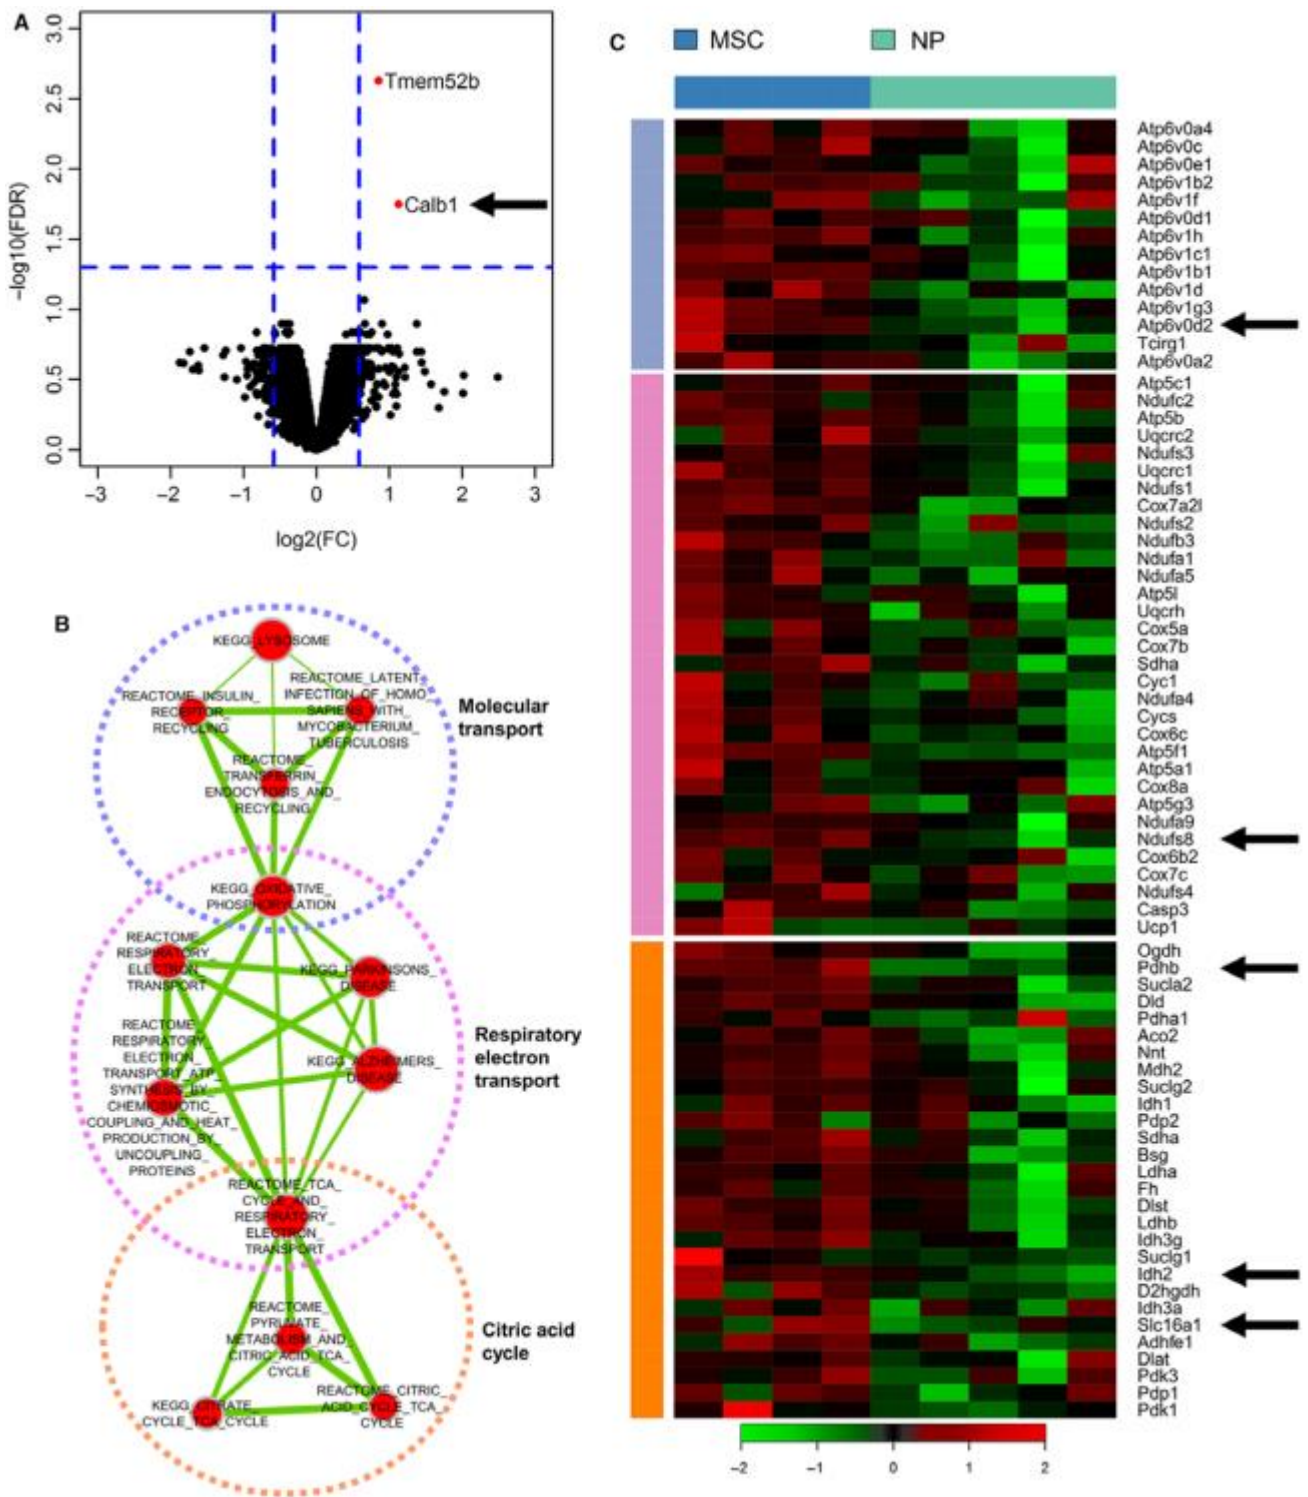 A
3.0
2.5
2.0
1.5
1.0
0.5
0.0
−log10(FDR)
Tmem52b
Calb1
−3
−2
−1
0
1
2
3
log2(FC)
B
KEGG_LYSOSOME
REACTOME_INSULIN_
RECEPTOR_
RECYCLING
REACTOME_LATENT_
INFECTION_OF_HOMO_
SAPIENS_WITH_
MYCOBACTERIUM_
TUBERCULOSIS
REACTOME_
TRANSFERRIN_
ENDOCYTOSIS_AND_
RECYCLING
Molecular
transport
KEGG_OXIDATIVE_
PHOSPHORYLATION
REACTOME_
RESPIRATORY_
ELECTRON_
TRANSPORT
KEGG_PARKINSONS_
DISEASE
REACTOME_
RESPIRATORY_
ELECTRON_
TRANSPORT_ATP_
SYNTHESIS_BY_
CHEMIOSMOTIC_
COUPLING_AND_HEAT_
PRODUCTION_BY_
UNCOUPLING_
PROTEINS
KEGG_ALZHEIMERS_
DISEASE
Respiratory
electron
transport
REACTOME_TCA_
CYCLE_AND_
RESPIRATORY_
ELECTRON_
TRANSPORT
REACTOME_
PYRUVATE_
METABOLISM_AND_
CITRIC_ACID_TCA_
CYCLE
KEGG_CITRATE_
CYCLE_TCA_CYCLE
REACTOME_CITRIC_
ACID_CYCLE_TCA_
CYCLE
Citric acid
cycle
C
MSC
NP
Atp6v0a4
Atp6v0c
Atp6v0e1
Atp6v1b2
Atp6v1f
Atp6v0d1
Atp6v1h
Atp6v1c1
Atp6v1b1
Atp6v1d
Atp6v1g3
Atp6v0d2
Tcirg1
Atp6v0a2
Atp5c1
Ndufc2
Atp5b
Uqcrc2
Ndufs3
Uqcrc1
Ndufs1
Cox7a2l
Ndufs2
Ndufb3
Ndufa1
Ndufa5
Atp5l
Uqcrh
Cox5a
Cox7b
Sdha
Cyc1
Ndufa4
Cycs
Cox6c
Atp5f1
Atp5a1
Cox8a
Atp5g3
Ndufa9
Ndufs8
Cox6b2
Cox7c
Ndufs4
Casp3
Ucp1
Ogdh
Pdhb
Sucla2
Dld
Pdha1
Aco2
Nnt
Mdh2
Suclg2
Idh1
Pdp2
Sdha
Bsg
Ldha
Fh
Dlst
Ldhb
Idh3g
Suclg1
Idh2
D2hgdh
Idh3a
Slc16a1
Adhfe1
Dlat
Pdk3
Pdp1
Pdk1
−2
−1
0
1
2